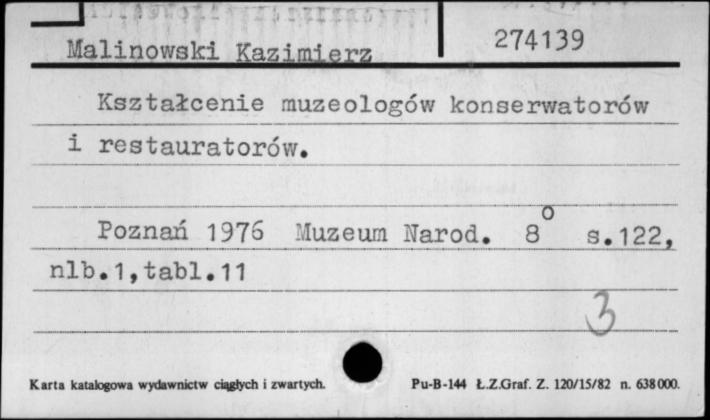 Malinowski Kazimierz
274139
Kształcenie muzeologów konserwatorów
i restauratorów.
Poznań 1976 Muzeum Narod. 8° s.122,
nlb.1,tabl.11
3
Karta katalogowa wydawnictw ciągłych i zwartych. Pu-B-144 Ł.Z.Graf. Z. 120/15/82 n. 638000.